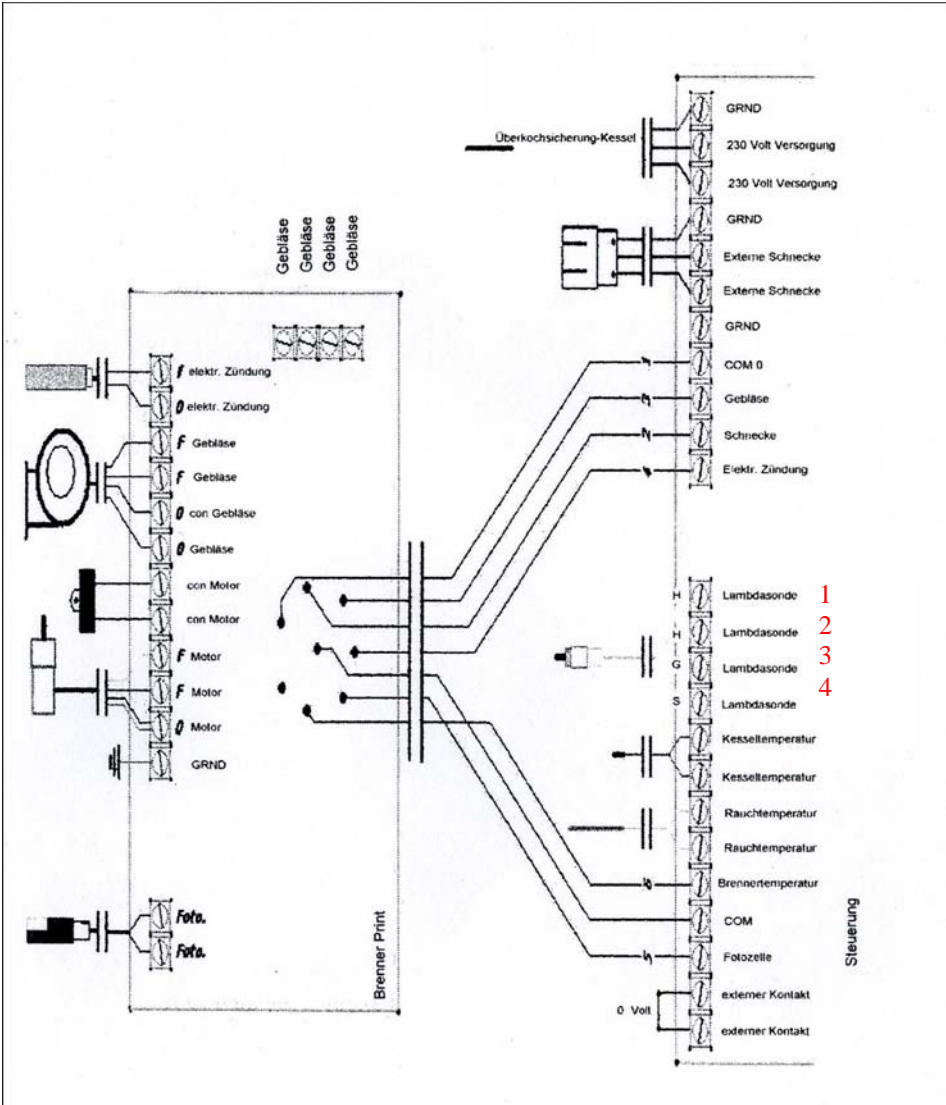 Überkochsicherung-Kessel
GRND
230 Volt Versorgung
230 Volt Versorgung
GRND
Externe Schnecke
Externe Schnecke
GRND
COM 0
Gebläse
Schnecke
Elektr. Zündung
Gebläse
Gebläse
Gebläse
Gebläse
F elektr. Zündung
0 elektr. Zündung
F Gebläse
F Gebläse
0 con Gebläse
0 Gebläse
con Motor
con Motor
F Motor
F Motor
0 Motor
GRND
Foto.
Foto.
Brenner Print
H Lambdasonde 1
H Lambdasonde 2
G Lambdasonde 3
S Lambdasonde 4
Kesseltemperatur
Kesseltemperatur
Rauchtemperatur
Rauchtemperatur
Brennertemperatur
COM
Fotozelle
0 Volt
externer Kontakt
externer Kontakt
Steuerung